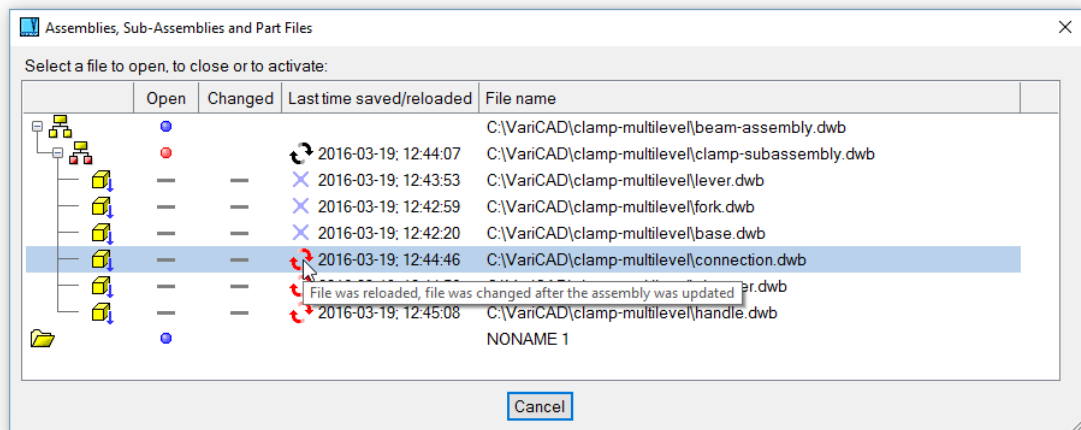 Assemblies, Sub-Assemblies and Part Files
Select a file to open, to close or to activate:
Open Changed Last time saved/reloaded File name
C:\VariCAD\clamp-multilevel\beam-assembly.dwb
2016-03-19; 12:44:07 C:\VariCAD\clamp-multilevel\clamp-subassembly.dwb
2016-03-19; 12:43:53 C:\VariCAD\clamp-multilevel\lever.dwb
2016-03-19; 12:42:59 C:\VariCAD\clamp-multilevel\fork.dwb
2016-03-19; 12:42:20 C:\VariCAD\clamp-multilevel\base.dwb
2016-03-19; 12:44:46 C:\VariCAD\clamp-multilevel\connection.dwb
File was reloaded, file was changed after the assembly was updated
2016-03-19; 12:45:08 C:\VariCAD\clamp-multilevel\handle.dwb
NONAME 1
Cancel